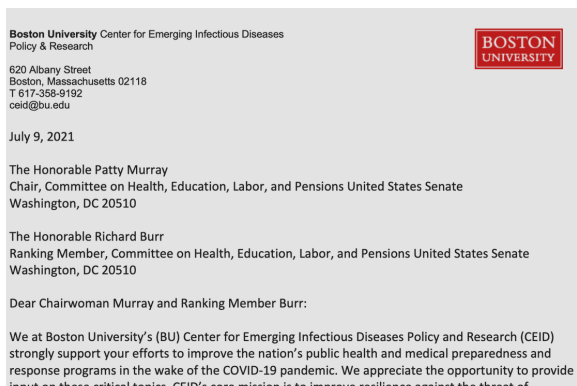 Boston University Center for Emerging Infectious Diseases
Policy & Research
BOSTON
UNIVERSITY
620 Albany Street
Boston, Massachusetts 02118
T 617-358-9192
ceid@bu.edu
July 9, 2021
The Honorable Patty Murray
Chair, Committee on Health, Education, Labor, and Pensions United States Senate
Washington, DC 20510
The Honorable Richard Burr
Ranking Member, Committee on Health, Education, Labor, and Pensions United States Senate
Washington, DC 20510
Dear Chairwoman Murray and Ranking Member Burr:
We at Boston University's (BU) Center for Emerging Infectious Diseases Policy and Research (CEID)
strongly support your efforts to improve the nation's public health and medical preparedness and
response programs in the wake of the COVID-19 pandemic. We appreciate the opportunity to provide
input on these critical topics. CEID's core mission is to improve resilience against the threat of